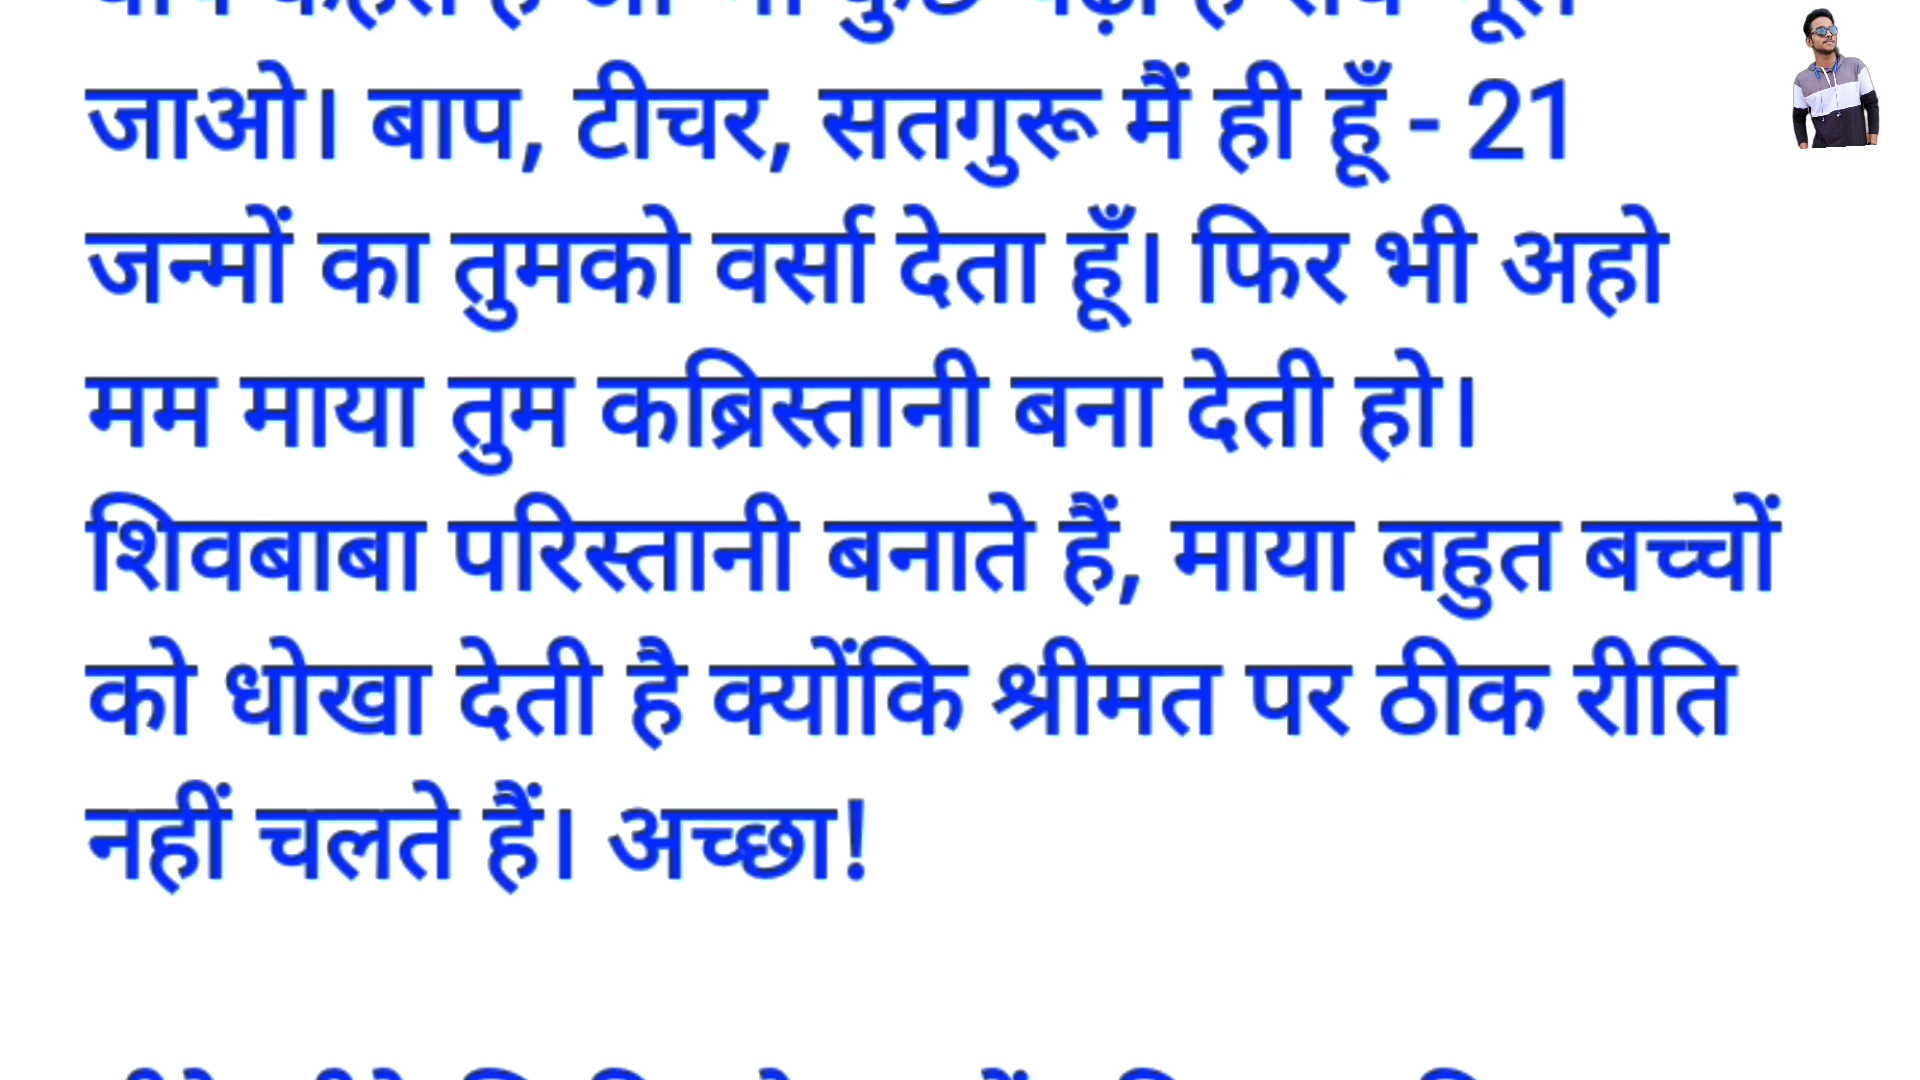 जाओ। बाप, टीचर, सतगुरू मैं ही हूँ - 21
जन्मों का तुमको वर्सा देता हूँ। फिर भी अहो
मम माया तुम कब्रिस्तानी बना देती हो।
शिवबाबा परिस्तानी बनाते हैं, माया बहुत बच्चों
को धोखा देती है क्योंकि श्रीमत पर ठीक रीति
नहीं चलते हैं। अच्छा!